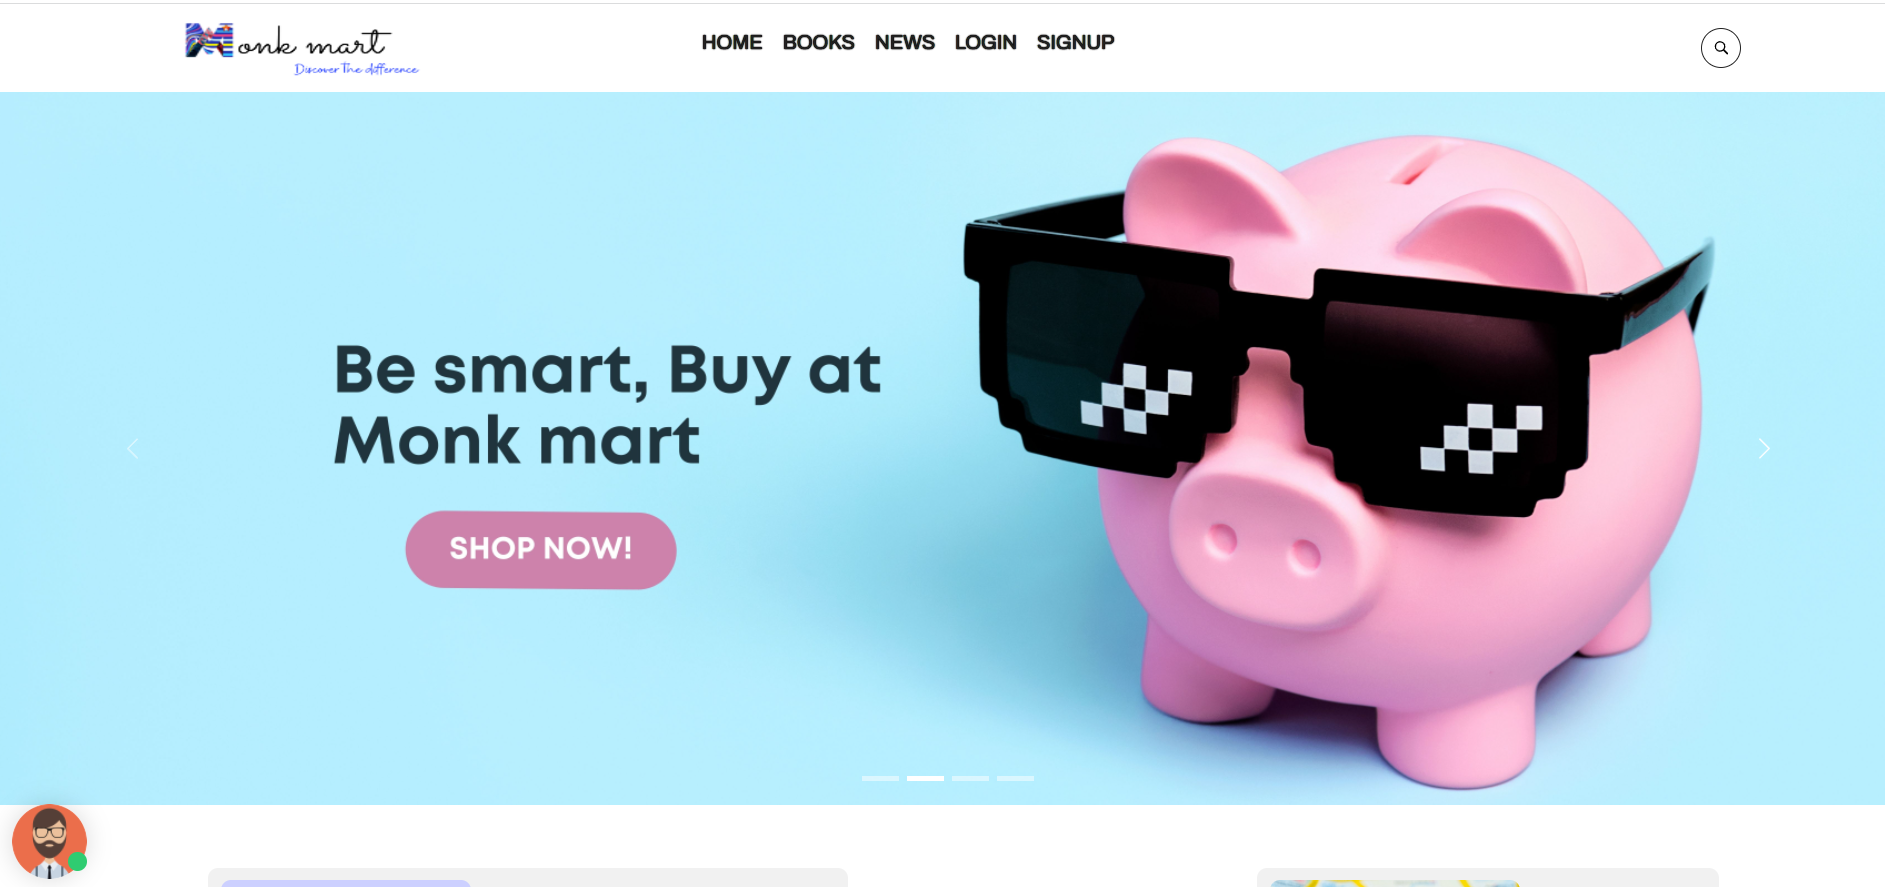 Monk mart
Discover The difference
HOME BOOKS NEWS LOGIN SIGNUP
Be smart, Buy at
Monk mart
SHOP NOW!